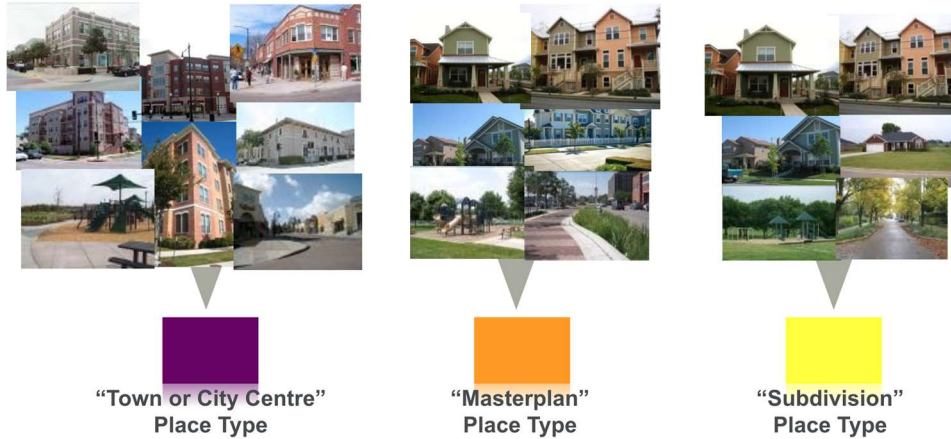 “Town or City Centre”
Place Type
“Masterplan”
Place Type
“Subdivision”
Place Type